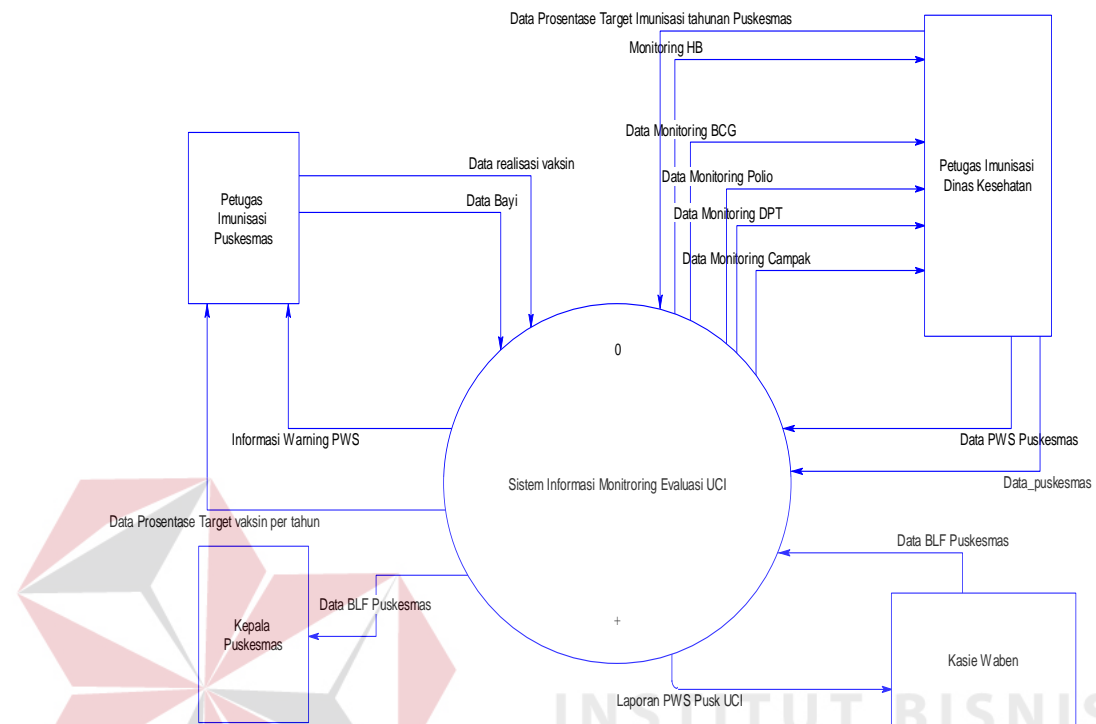 Data Prosentase Target Imunisasi tahunan Puskesmas
Monitoring HB
Data Monitoring BCG
Data Monitoring Polio
Data Monitoring DPT
Data Monitoring Campak
Petugas Imunisasi
Dinas Kesehatan
Data realisasi vaksin
Data Bayi
Petugas
Imunisasi
Puskesmas
0
Informasi Warning PWS
Data PWS Puskesmas
Sistem Informasi Monitroring Evaluasi UCI
Data_puskesmas
Data Prosentase Target vaksin per tahun
Data BLF Puskesmas
Data BLF Puskesmas
Kepala
Puskesmas
+
Kasie Waben
Laporan PWS Pusk UCI
INSTITUT BISNIS